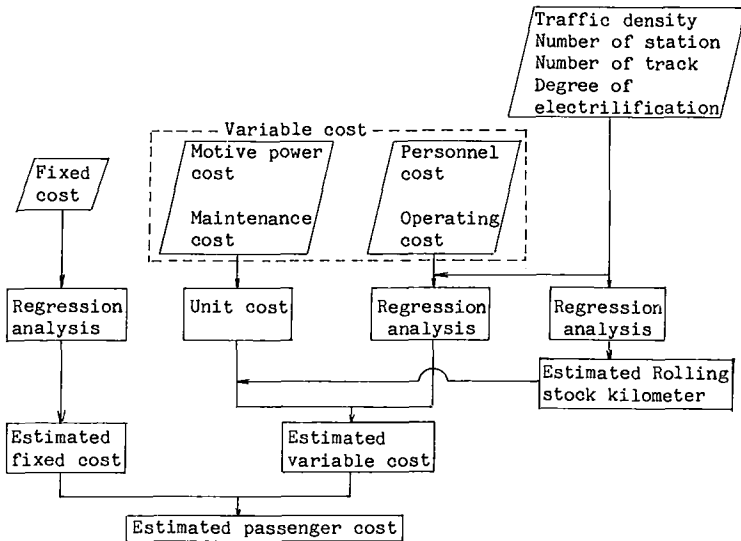 Traffic density
Number of station
Number of track
Degree of
electrilification
Variable cost
Fixed
cost
Motive power
cost
Maintenance
cost
Personnel
cost
Operating
cost
Regression
analysis
Unit cost
Regression
analysis
Regression
analysis
Estimated Rolling
stock kilometer
Estimated
fixed cost
Estimated
variable cost
Estimated passenger cost